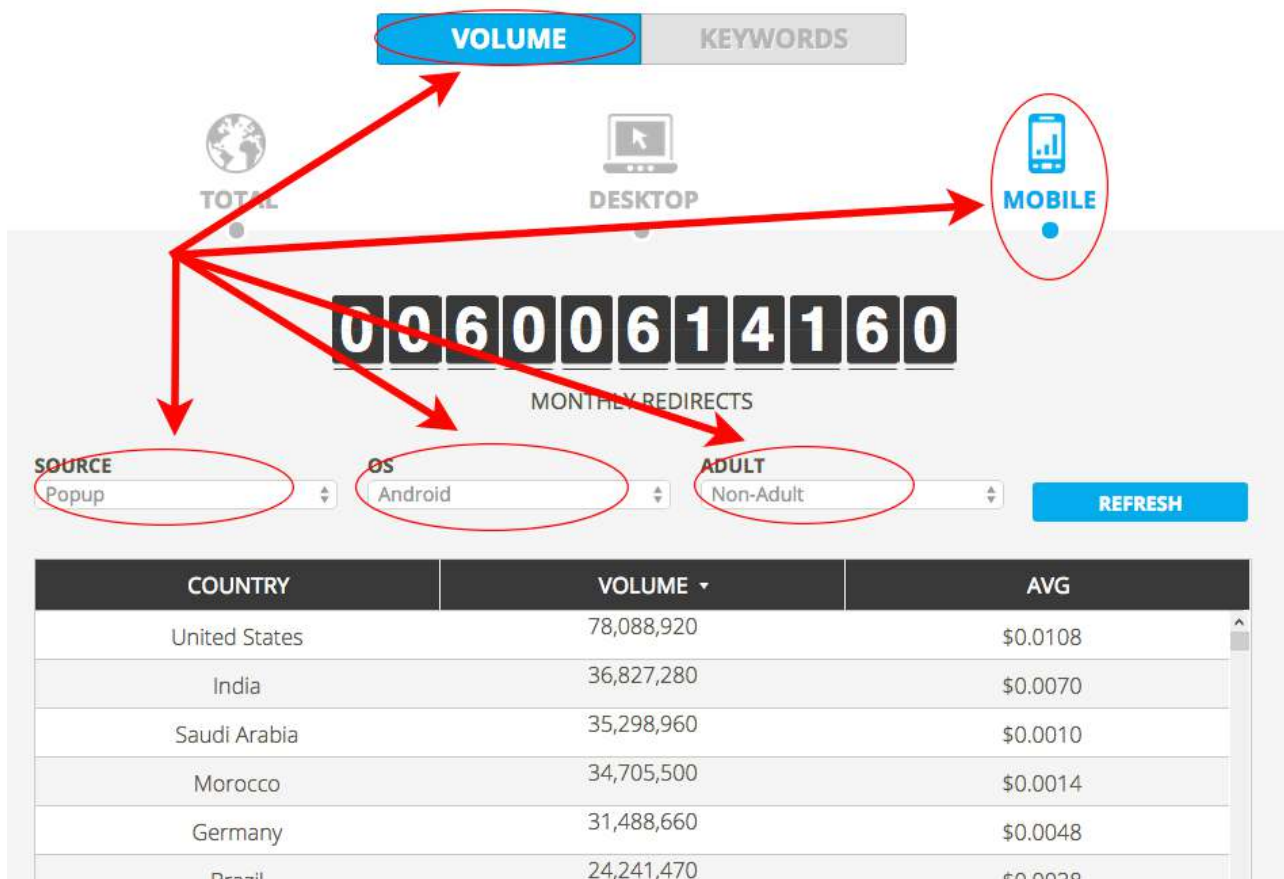 VOLUME KEYWORDS
TOTAL DESKTOP MOBILE
00600614160
MONTHLY REDIRECTS
SOURCE OS ADULT
Popup Android Non-Adult REFRESH
COUNTRY VOLUME AVG
United States 78,088,920 $0.0108
India 36,827,280 $0.0070
Saudi Arabia 35,298,960 $0.0010
Morocco 34,705,500 $0.0014
Germany 31,488,660 $0.0048
Brazil 24,241,470